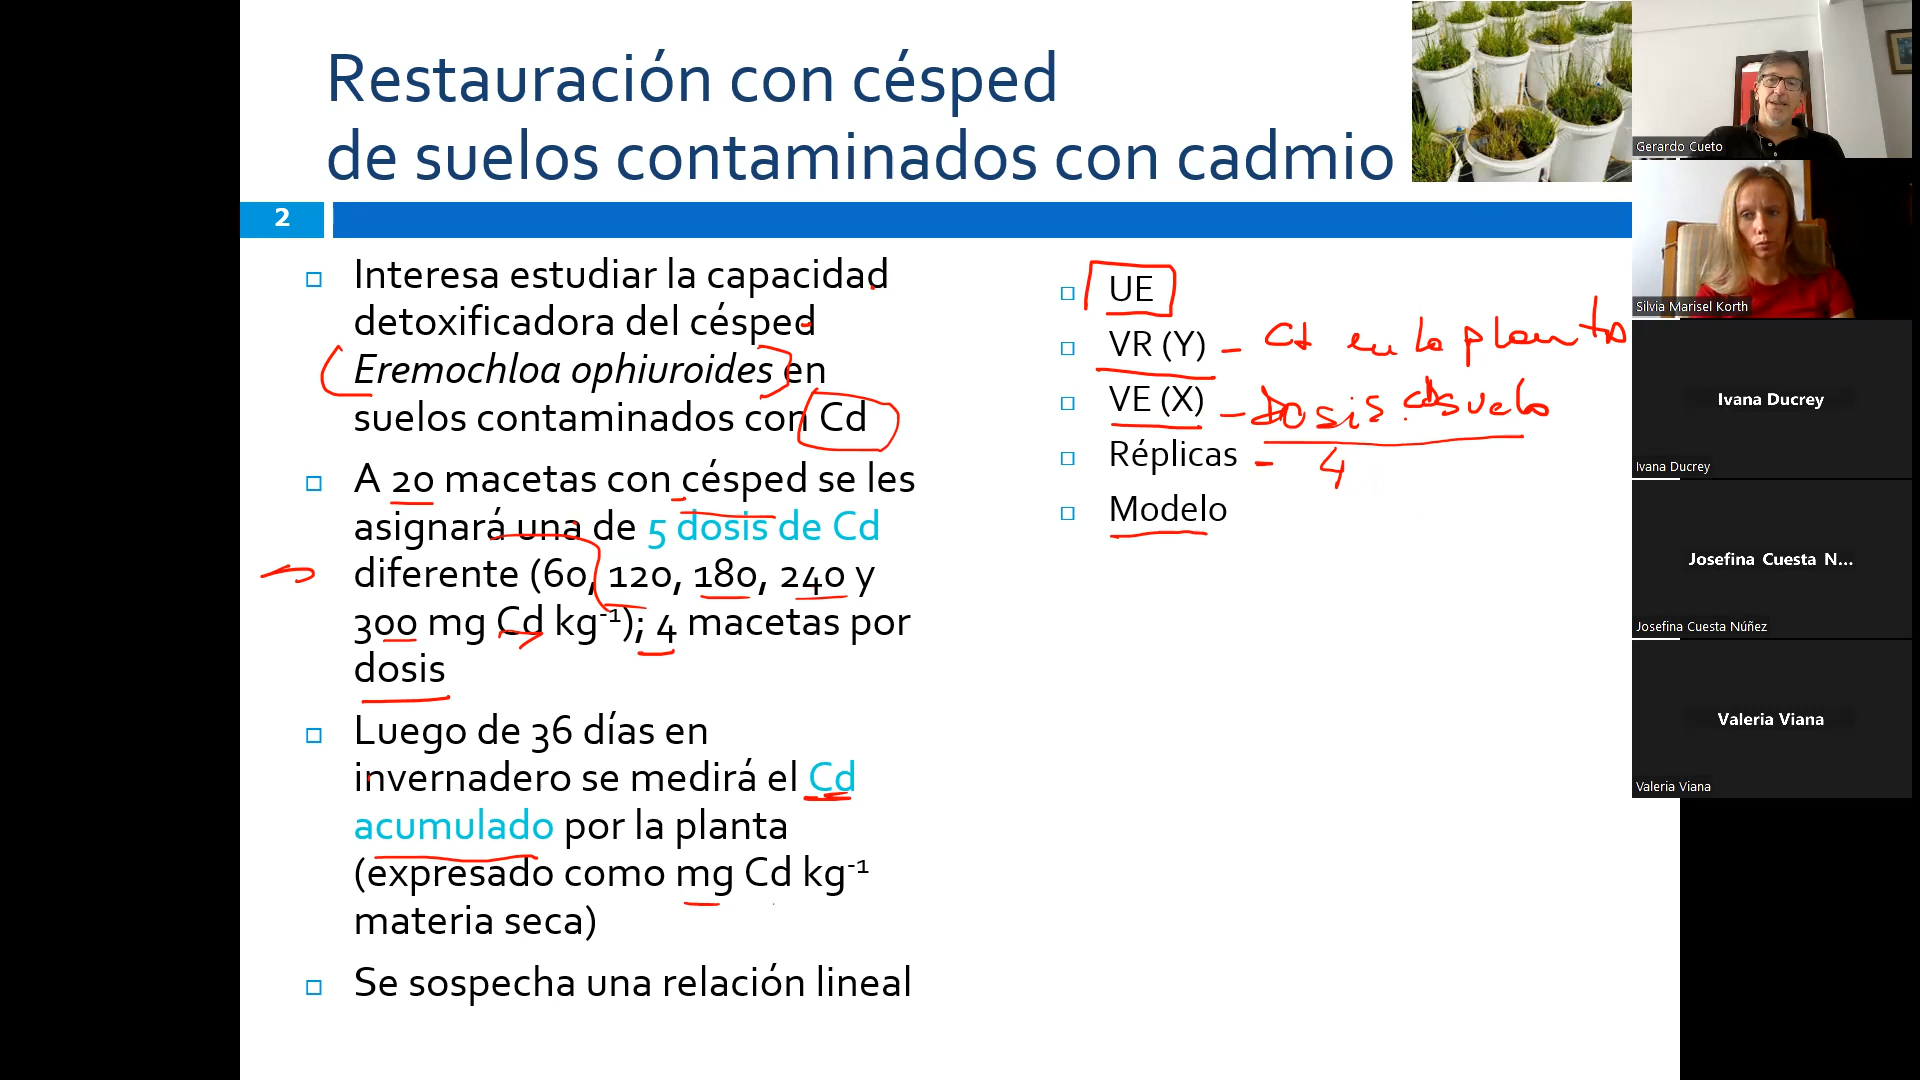 Restauración con césped
de suelos contaminados con cadmio
2
Interesa estudiar la capacidad
detoxificadora del césped
Eremochloa ophiuroides en
suelos contaminados con Cd
A 20 macetas con césped se les
asignará una de 5 dosis de Cd
diferente (60, 120, 180, 240 y
300 mg Cd kg⁻¹); 4 macetas por
dosis
Luego de 36 días en
invernadero se medirá el Cd
acumulado por la planta
(expresado como mg Cd kg⁻¹
materia seca)
Se sospecha una relación lineal
UE
VR (Y) - Cd en la planta
VE (X) - Dosis Cd suelo
Réplicas - 4
Modelo
Gerardo Cueto
Silvia Marisel Korth
Ivana Ducrey
Ivana Ducrey
Josefina Cuesta N...
Josefina Cuesta Núñez
Valeria Viana
Valeria Viana